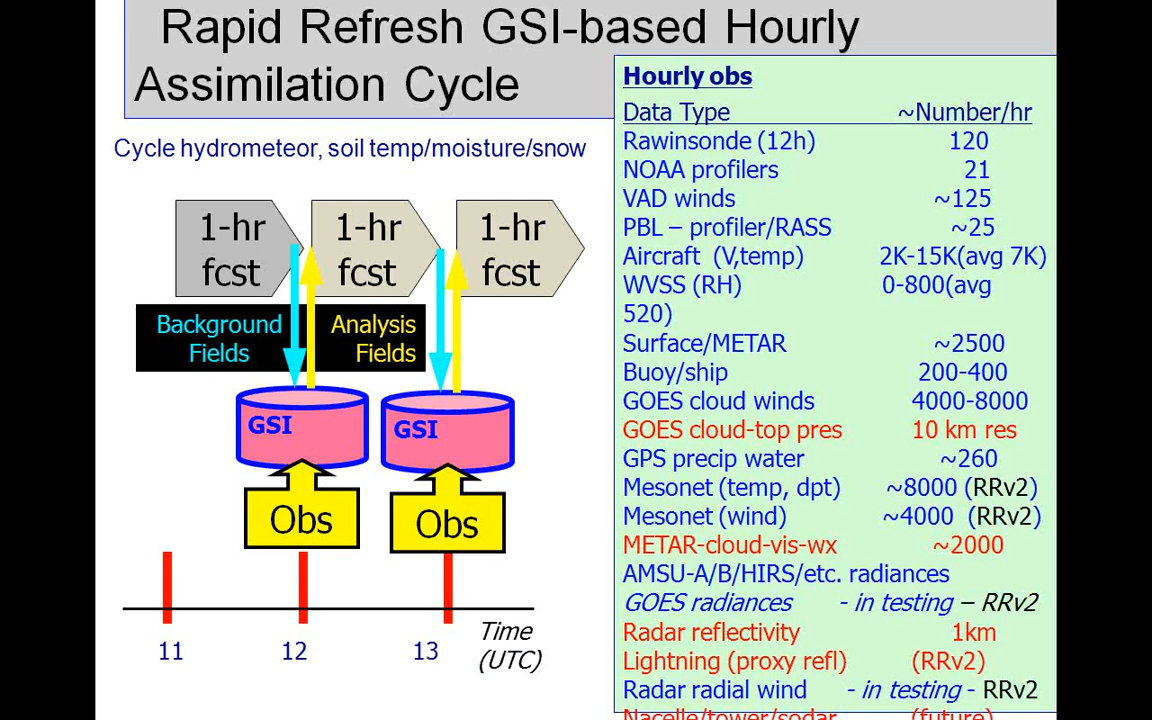 Rapid Refresh GSI-based Hourly
Assimilation Cycle
Cycle hydrometeor, soil temp/moisture/snow
1-hr
fcst
1-hr
fcst
1-hr
fcst
Background
Fields
Analysis
Fields
GSI
GSI
Obs
Obs
11
12
13
Time
(UTC)
Hourly obs
Data Type ~Number/hr
Rawinsonde (12h) 120
NOAA profilers 21
VAD winds ~125
PBL – profiler/RASS ~25
Aircraft (V,temp) 2K-15K(avg 7K)
WVSS (RH) 0-800(avg
520)
Surface/METAR ~2500
Buoy/ship 200-400
GOES cloud winds 4000-8000
GOES cloud-top pres 10 km res
GPS precip water ~260
Mesonet (temp, dpt) ~8000 (RRv2)
Mesonet (wind) ~4000 (RRv2)
METAR-cloud-vis-wx ~2000
AMSU-A/B/HIRS/etc. radiances
GOES radiances - in testing – RRv2
Radar reflectivity 1km
Lightning (proxy refl) (RRv2)
Radar radial wind - in testing - RRv2
Nacelle/tower/sodar (future)